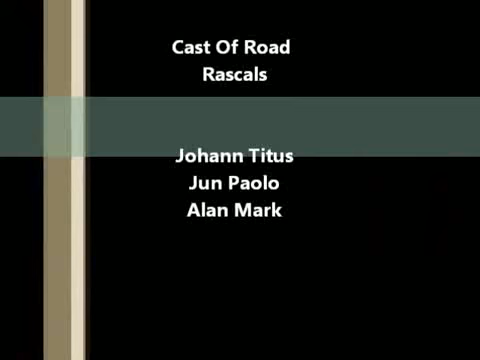 Cast Of Road
Rascals
Johann Titus
Jun Paolo
Alan Mark